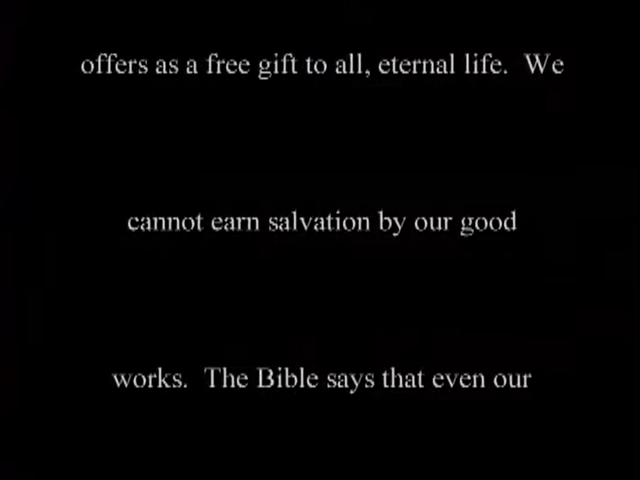 offers as a free gift to all, eternal life.  We
cannot earn salvation by our good
works.  The Bible says that even our